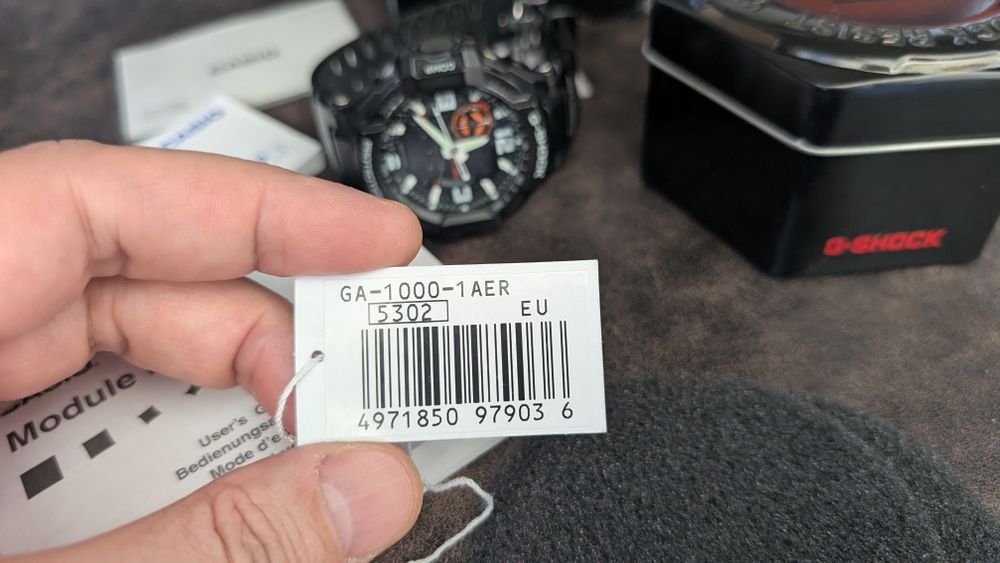 GA-1000-1AER
5302
EU
4971850 97903 6
G-SHOCK
Module
User's G
Bedienungsa
Mode d'e